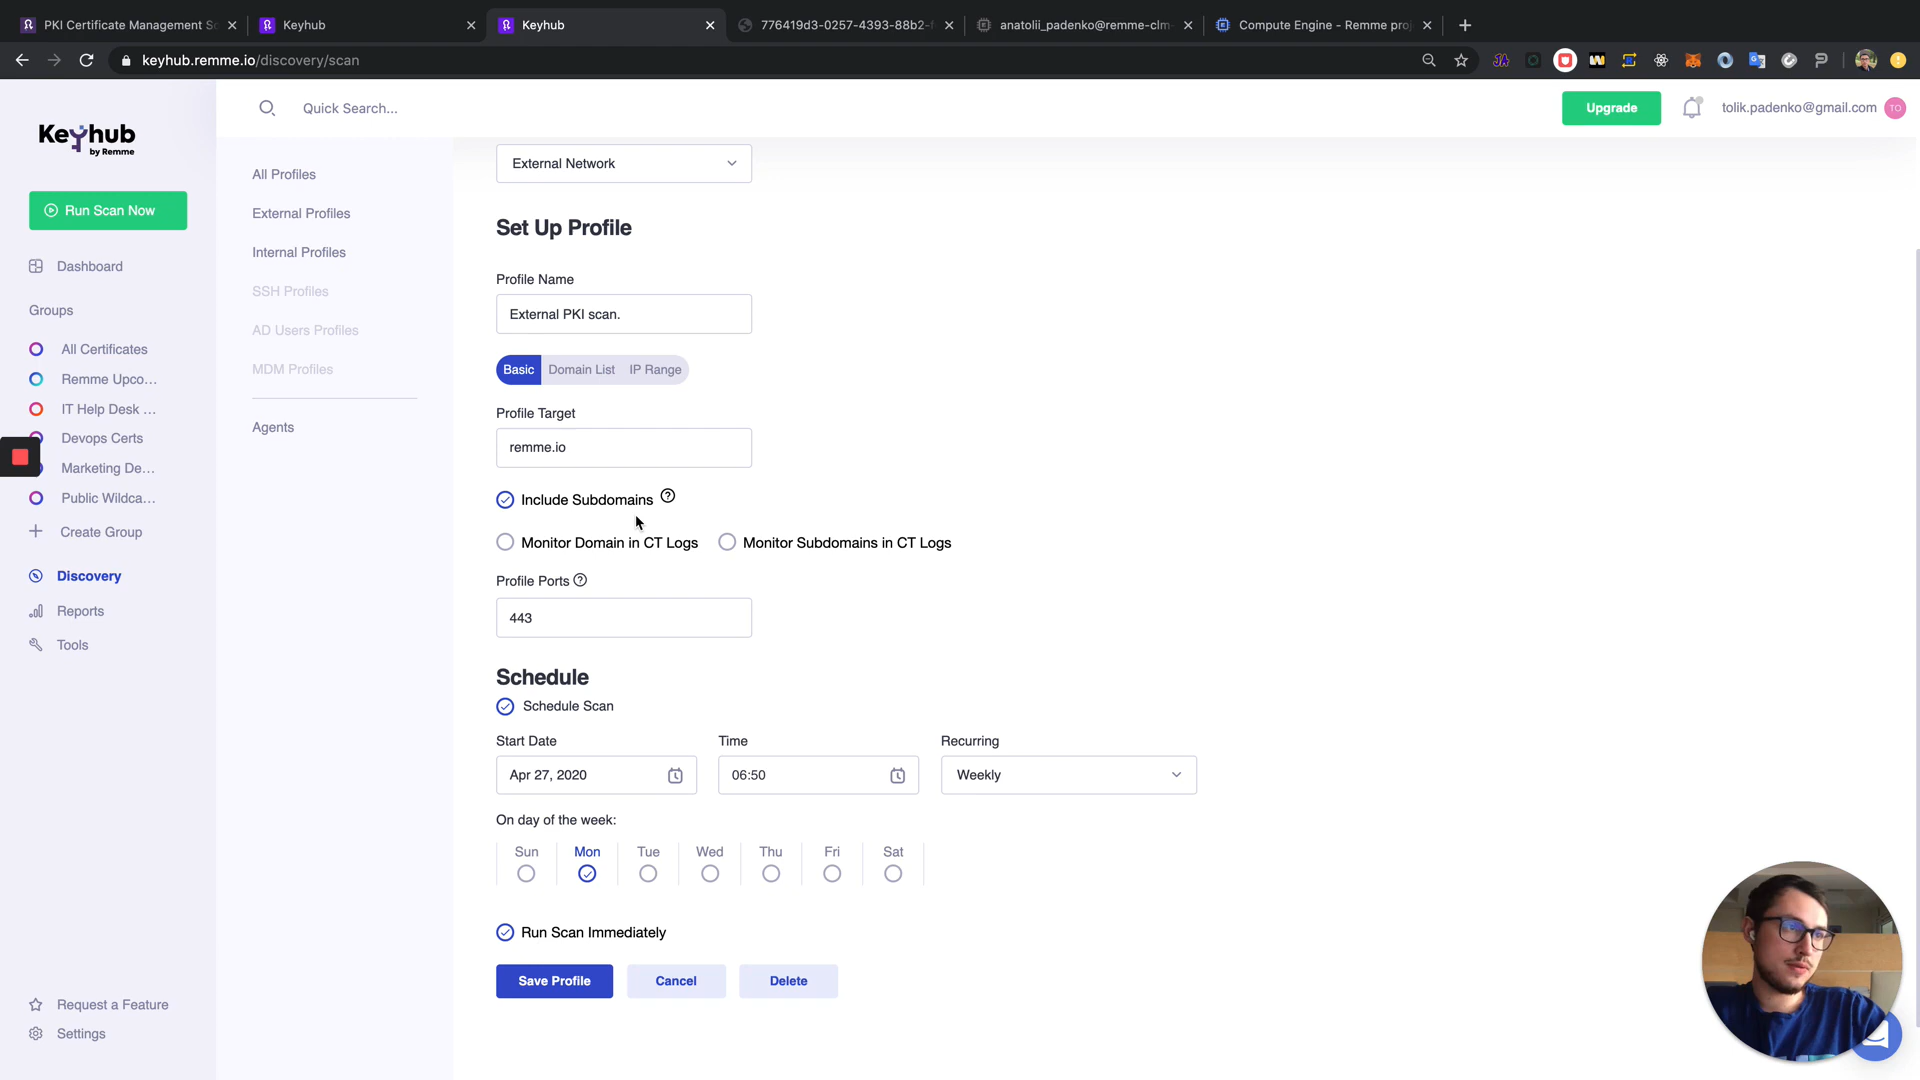 PKI Certificate Management So
Keyhub
Keyhub
776419d3-0257-4393-88b2-
anatolii_padenko@remme-clm
Compute Engine - Remme proj
keyhub.remme.io/discovery/scan
Keyhub
by Remme
Quick Search...
Upgrade
tolik.padenko@gmail.com
TO
Run Scan Now
Dashboard
Groups
All Certificates
Remme Upco...
IT Help Desk ...
Devops Certs
Marketing De...
Public Wildca...
Create Group
Discovery
Reports
Tools
Request a Feature
Settings
All Profiles
External Profiles
Internal Profiles
SSH Profiles
AD Users Profiles
MDM Profiles
Agents
External Network
Set Up Profile
Profile Name
External PKI scan.
Basic Domain List IP Range
Profile Target
remme.io
Include Subdomains
Monitor Domain in CT Logs Monitor Subdomains in CT Logs
Profile Ports
443
Schedule
Schedule Scan
Start Date Time Recurring
Apr 27, 2020 06:50 Weekly
On day of the week:
Sun Mon Tue Wed Thu Fri Sat
Run Scan Immediately
Save Profile Cancel Delete